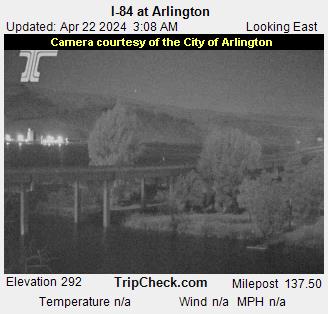 I-84 at Arlington
Updated: Apr 22 2024 3:08 AM Looking East
Camera courtesy of the City of Arlington
Elevation 292 TripCheck.com Milepost 137.50
Temperature n/a Wind n/a MPH n/a